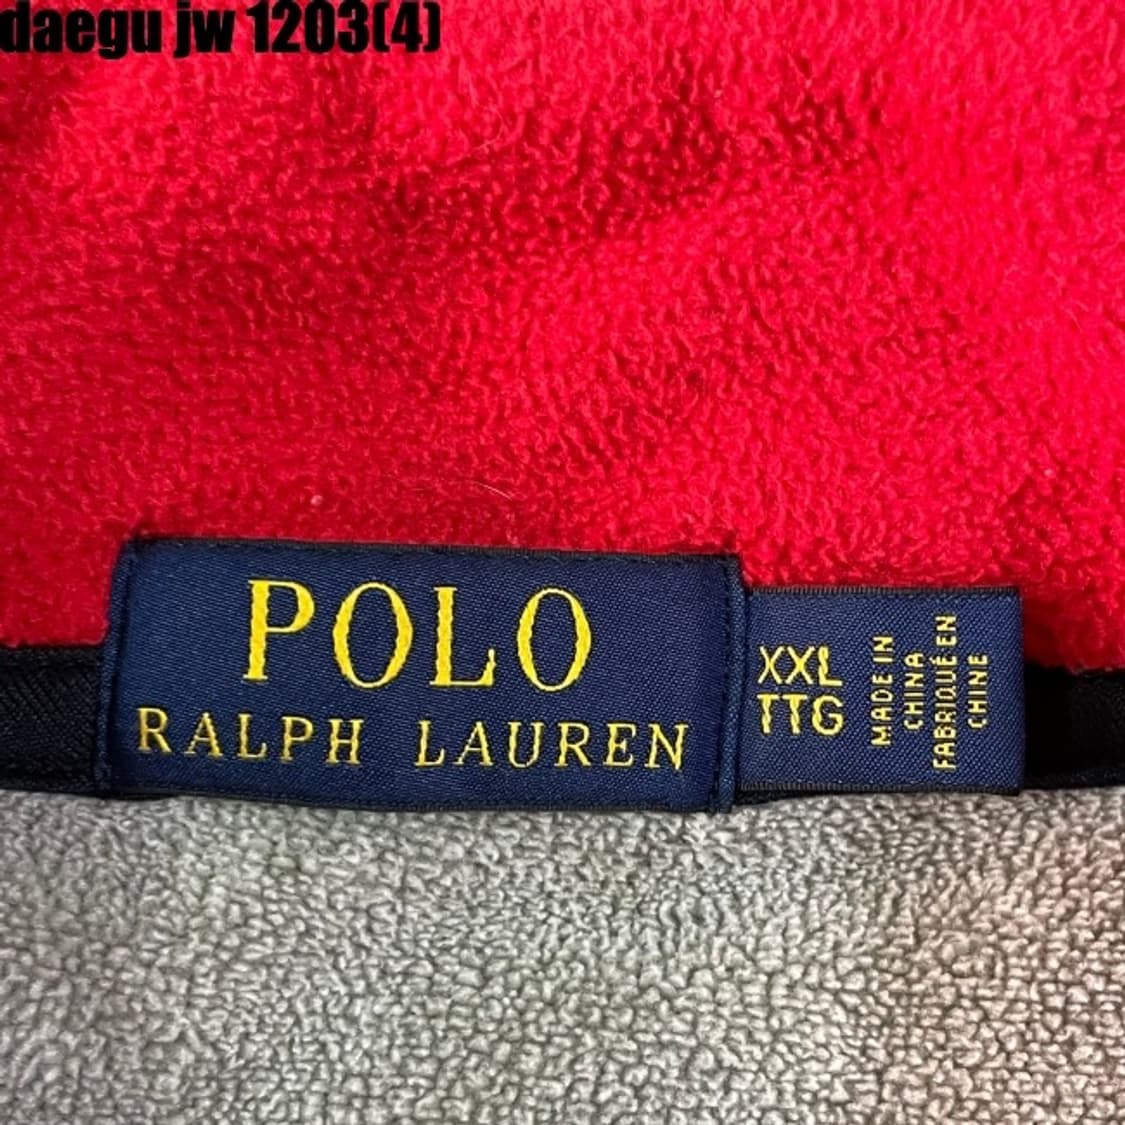 daegu jw 1203(4)
POLO
RALPH LAUREN
XXL
TTG
MADE IN
CHINA
FABRIQUÉ EN
CHINE